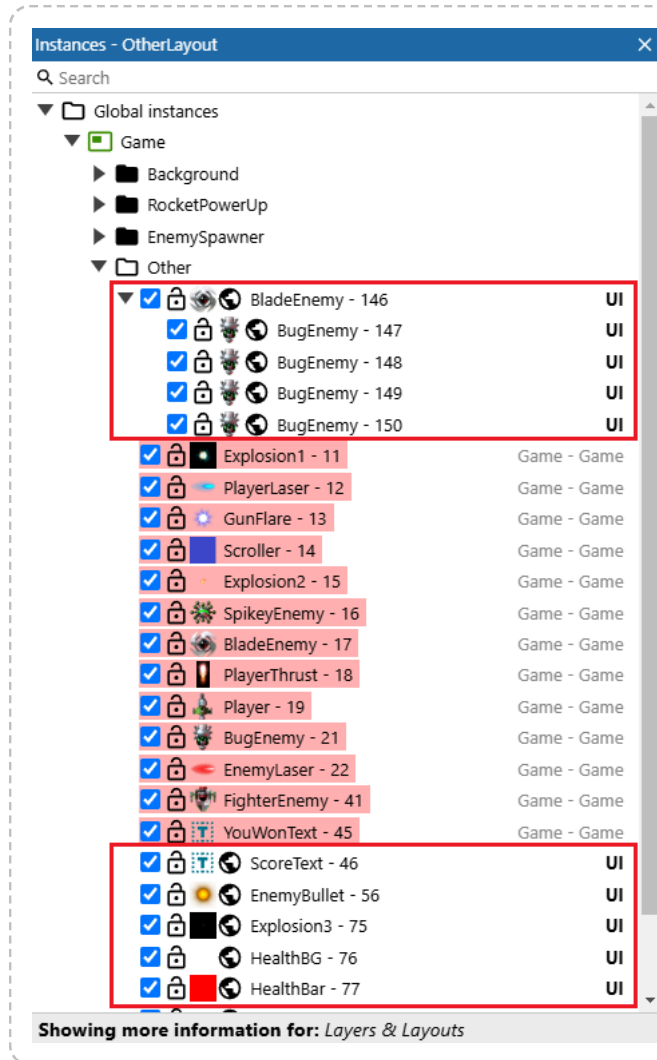 Instances - OtherLayout
Search
Global instances
Game
Background
RocketPowerUp
EnemySpawner
Other
BladeEnemy - 146 UI
BugEnemy - 147 UI
BugEnemy - 148 UI
BugEnemy - 149 UI
BugEnemy - 150 UI
Explosion1 - 11 Game - Game
PlayerLaser - 12 Game - Game
GunFlare - 13 Game - Game
Scroller - 14 Game - Game
Explosion2 - 15 Game - Game
SpikeyEnemy - 16 Game - Game
BladeEnemy - 17 Game - Game
PlayerThrust - 18 Game - Game
Player - 19 Game - Game
BugEnemy - 21 Game - Game
EnemyLaser - 22 Game - Game
FighterEnemy - 41 Game - Game
YouWonText - 45 Game - Game
ScoreText - 46 UI
EnemyBullet - 56 UI
Explosion3 - 75 UI
HealthBG - 76 UI
HealthBar - 77 UI
Showing more information for: Layers & Layouts